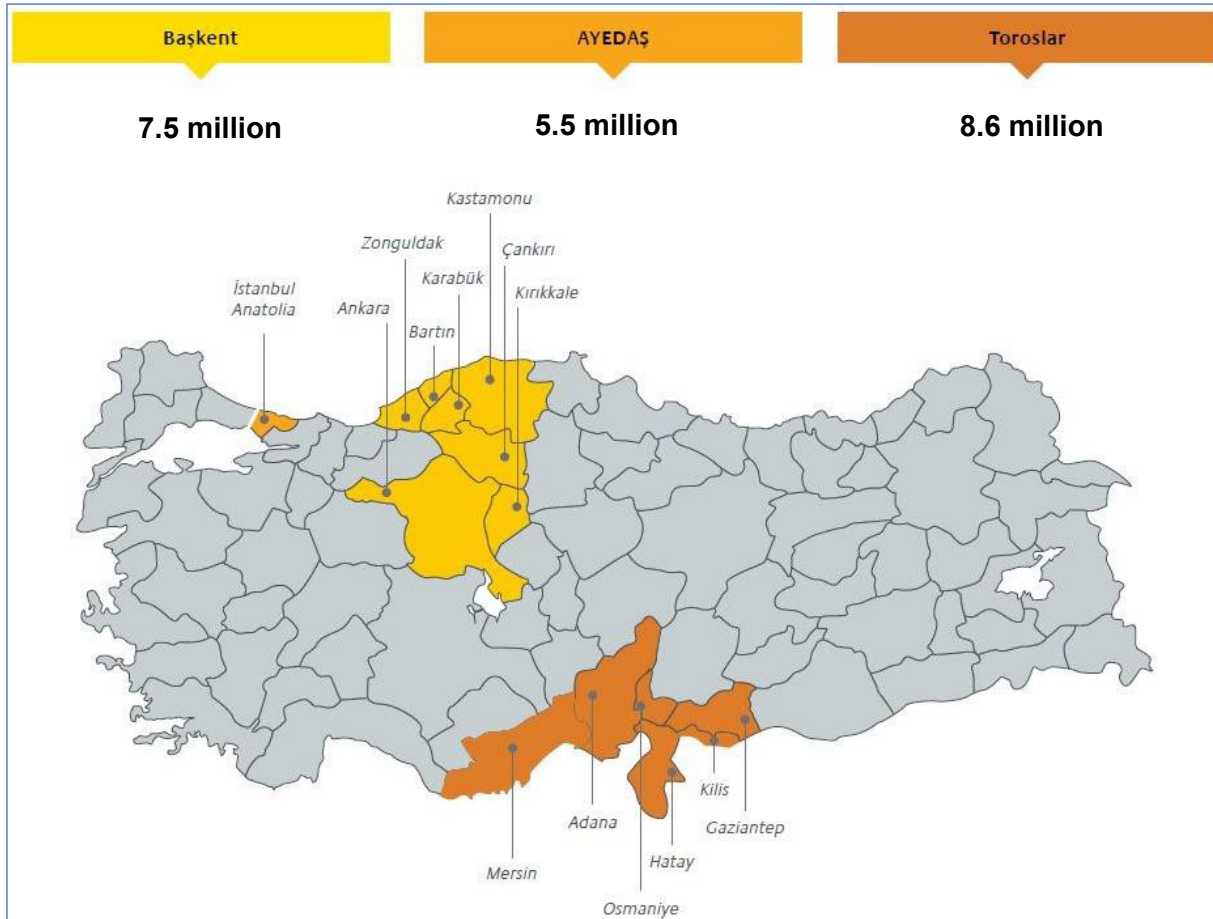 Başkent
AYEDAŞ
Toroslar
7.5 million
5.5 million
8.6 million
Kastamonu
Zonguldak
Çankırı
Karabük
İstanbul
Anatolia
Ankara
Kırıkkale
Bartın
Kilis
Adana
Gaziantep
Hatay
Mersin
Osmaniye